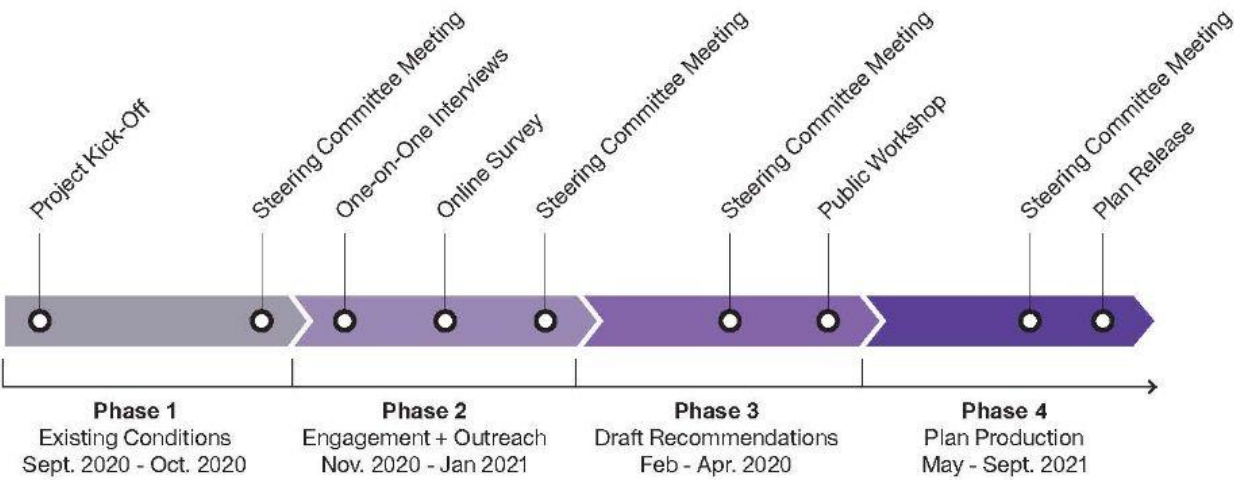 Project Kick-Off
Steering Committee Meeting
One-on-One Interviews
Online Survey
Steering Committee Meeting
Steering Committee Meeting
Public Workshop
Steering Committee Meeting
Plan Release
Phase 1
Existing Conditions
Sept. 2020 - Oct. 2020
Phase 2
Engagement + Outreach
Nov. 2020 - Jan 2021
Phase 3
Draft Recommendations
Feb - Apr. 2020
Phase 4
Plan Production
May - Sept. 2021